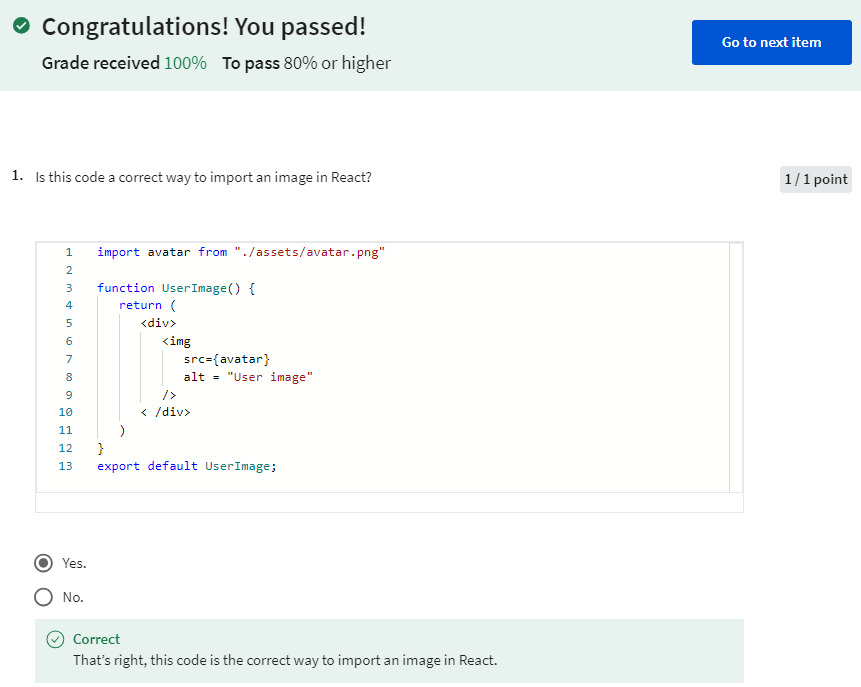 Congratulations! You passed!
Grade received 100% To pass 80% or higher
Go to next item
1. Is this code a correct way to import an image in React?
1 / 1 point
1 import avatar from "./assets/avatar.png"
2
3 function UserImage() {
4 return (
5 <div>
6 <img
7 src={avatar}
8 alt = "User image"
9 />
10 < /div>
11 )
12 }
13 export default UserImage;
Yes.
No.
Correct
That's right, this code is the correct way to import an image in React.